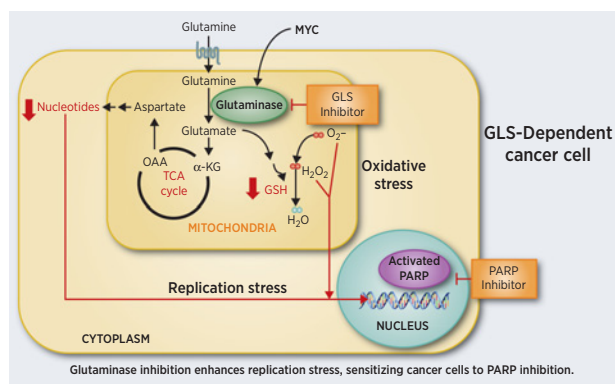 Glutamine
MYC
Glutamine
Nucleotides
Aspartate
Glutaminase
GLS
Inhibitor
Glutamate
O₂–
GLS-Dependent
cancer cell
OAA
α-KG
TCA
cycle
GSH
H₂O₂
Oxidative
stress
H₂O
MITOCHONDRIA
Activated
PARP
PARP
Inhibitor
Replication stress
NUCLEUS
CYTOPLASM
Glutaminase inhibition enhances replication stress, sensitizing cancer cells to PARP inhibition.